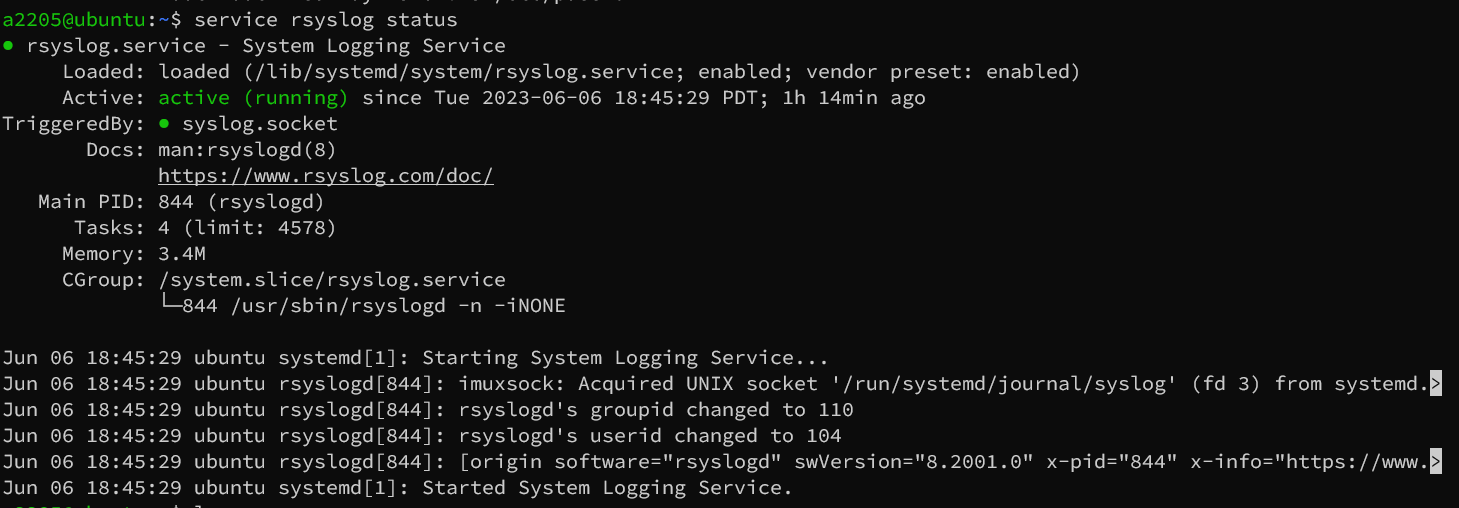 a2205@ubuntu:~$ service rsyslog status
● rsyslog.service - System Logging Service
     Loaded: loaded (/lib/systemd/system/rsyslog.service; enabled; vendor preset: enabled)
     Active: active (running) since Tue 2023-06-06 18:45:29 PDT; 1h 14min ago
TriggeredBy: ● syslog.socket
       Docs: man:rsyslogd(8)
             https://www.rsyslog.com/doc/
   Main PID: 844 (rsyslogd)
      Tasks: 4 (limit: 4578)
     Memory: 3.4M
     CGroup: /system.slice/rsyslog.service
             └─844 /usr/sbin/rsyslogd -n -iNONE
Jun 06 18:45:29 ubuntu systemd[1]: Starting System Logging Service...
Jun 06 18:45:29 ubuntu rsyslogd[844]: imuxsock: Acquired UNIX socket '/run/systemd/journal/syslog' (fd 3) from systemd.>
Jun 06 18:45:29 ubuntu rsyslogd[844]: rsyslogd's groupid changed to 110
Jun 06 18:45:29 ubuntu rsyslogd[844]: rsyslogd's userid changed to 104
Jun 06 18:45:29 ubuntu rsyslogd[844]: [origin software="rsyslogd" swVersion="8.2001.0" x-pid="844" x-info="https://www.>
Jun 06 18:45:29 ubuntu systemd[1]: Started System Logging Service.